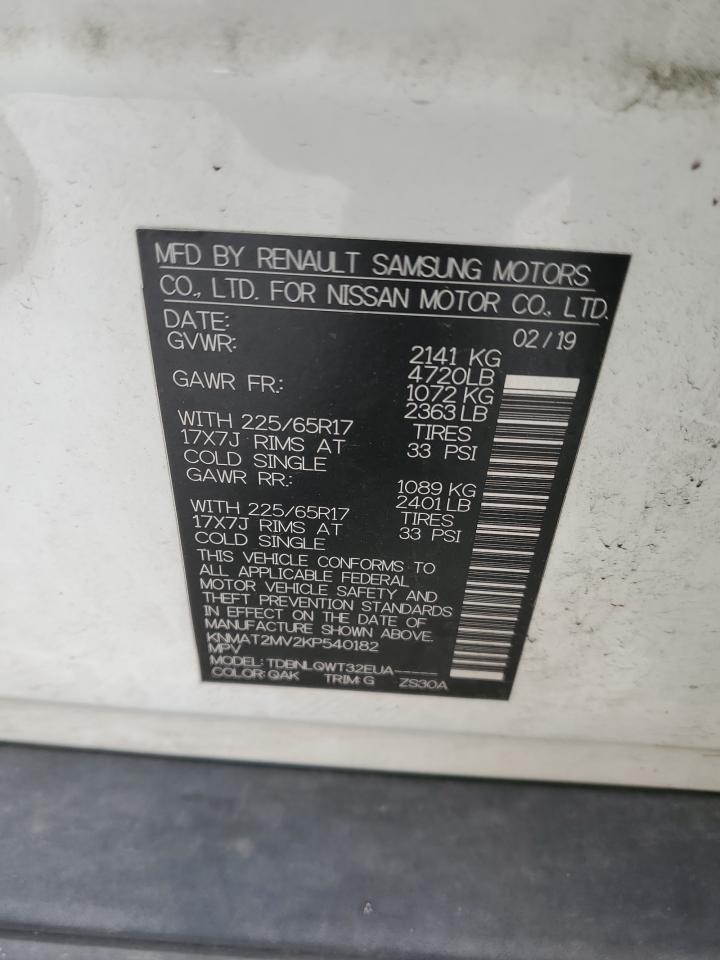 MFD BY RENAULT SAMSUNG MOTORS
CO., LTD. FOR NISSAN MOTOR CO., LTD.
DATE: 02/19
GVWR: 2141 KG
4720LB
GAWR FR.: 1072 KG
2363 LB
WITH 225/65R17 TIRES
17X7J RIMS AT 33 PSI
COLD SINGLE
GAWR RR.: 1089 KG
2401 LB
WITH 225/65R17 TIRES
17X7J RIMS AT 33 PSI
COLD SINGLE
THIS VEHICLE CONFORMS TO
ALL APPLICABLE FEDERAL
MOTOR VEHICLE SAFETY AND
THEFT PREVENTION STANDARDS
IN EFFECT ON THE DATE OF
MANUFACTURE SHOWN ABOVE.
KNMAT2MV2KP540182
MPV
MODEL: TDBNLQWT32EUA-----
COLOR: QAK TRIM: G ZS30A